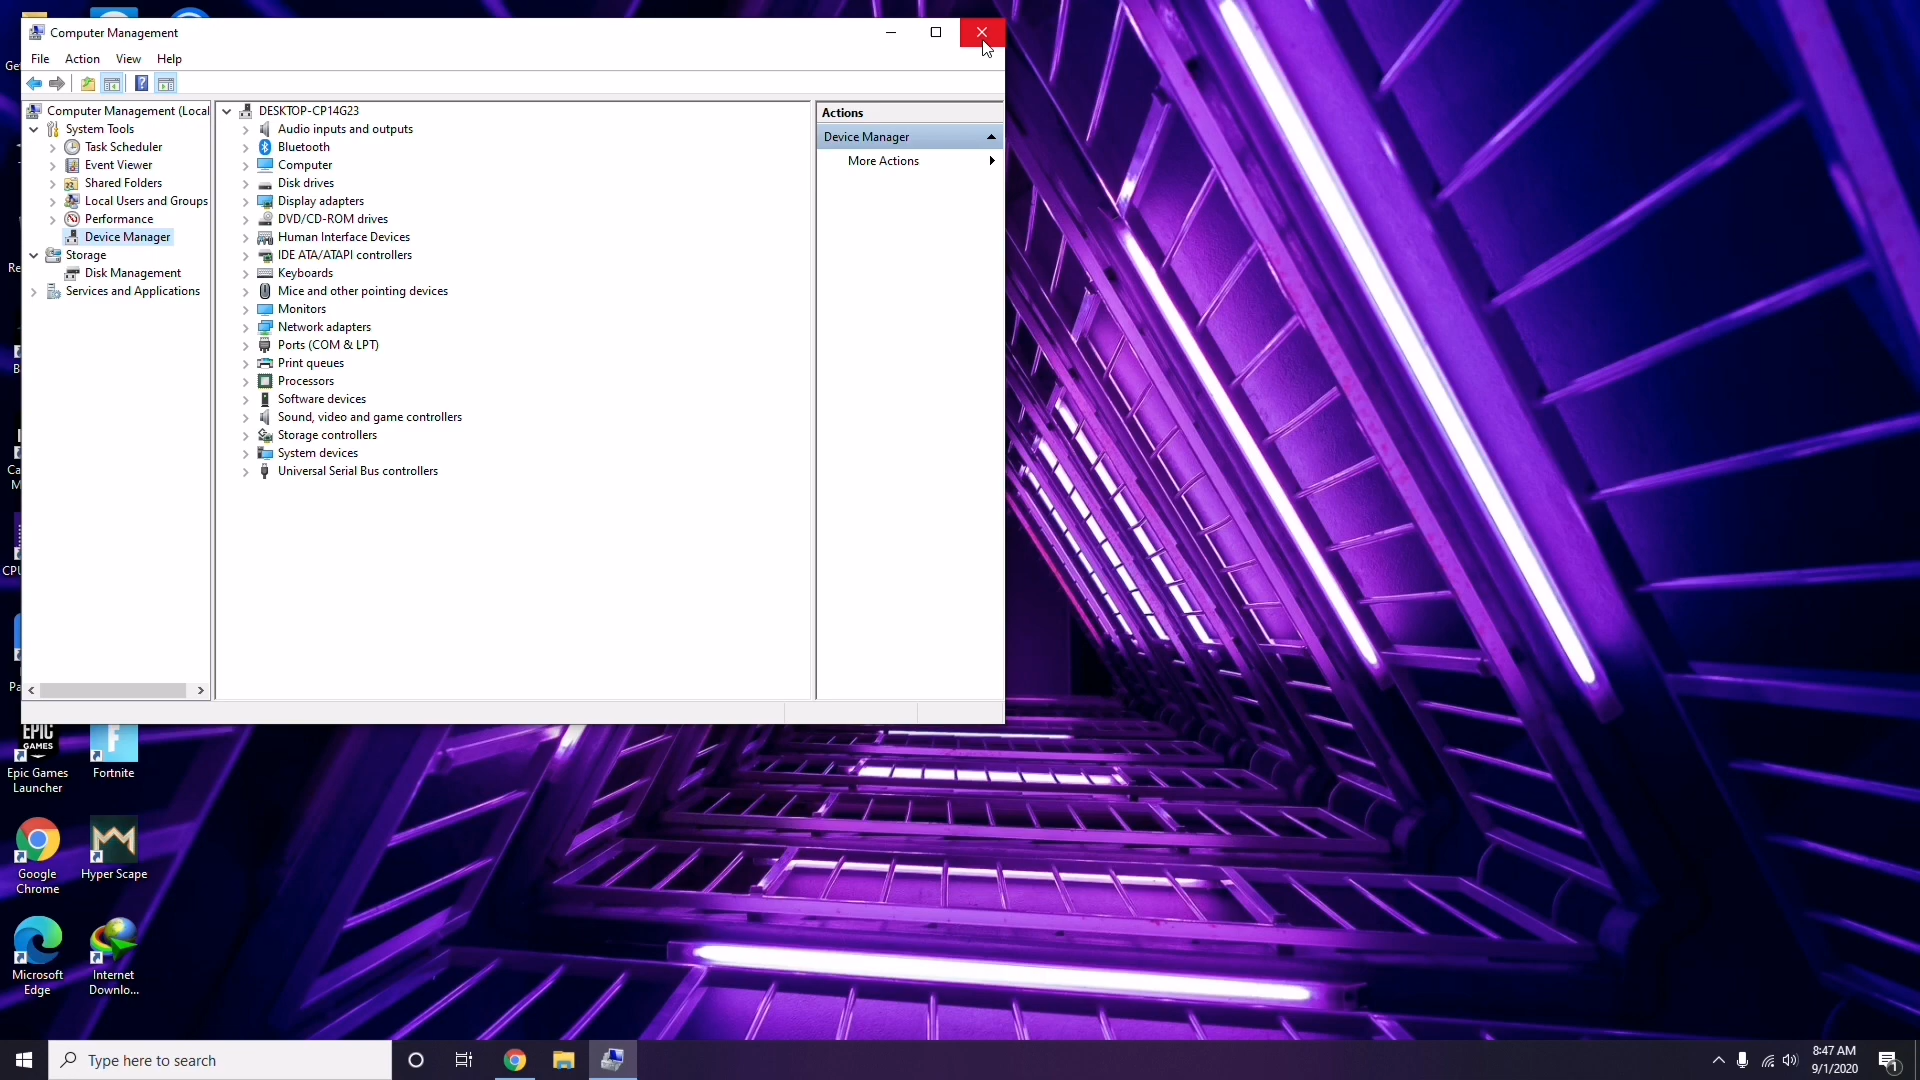 Computer Management
File Action View Help
Computer Management (Local
System Tools
Task Scheduler
Event Viewer
Shared Folders
Local Users and Groups
Performance
Device Manager
Storage
Disk Management
Services and Applications
DESKTOP-CP14G23
Audio inputs and outputs
Bluetooth
Computer
Disk drives
Display adapters
DVD/CD-ROM drives
Human Interface Devices
IDE ATA/ATAPI controllers
Keyboards
Mice and other pointing devices
Monitors
Network adapters
Ports (COM & LPT)
Print queues
Processors
Software devices
Sound, video and game controllers
Storage controllers
System devices
Universal Serial Bus controllers
Actions
Device Manager
More Actions
EPIC
GAMES
Epic Games
Launcher
Fortnite
Google
Chrome
Hyper Scape
Microsoft
Edge
Internet
Downlo...
Type here to search
8:47 AM
9/1/2020
1